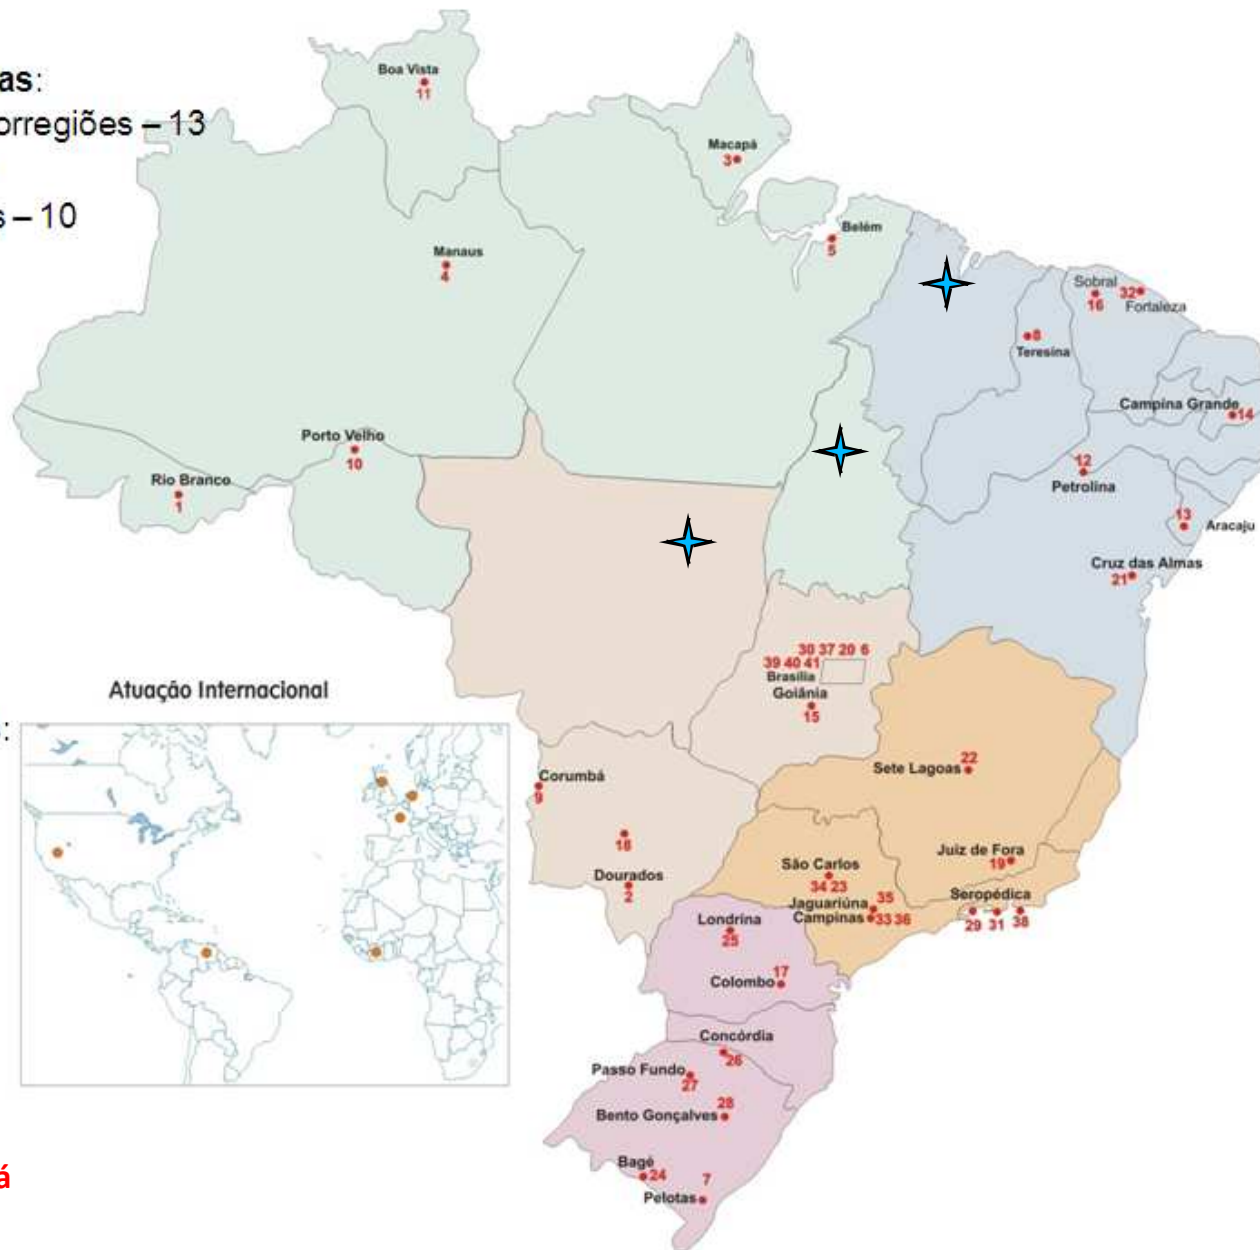 as:
orregiões – 13
s – 10
Boa Vista
11
Macapá
3
Belém
5
Manaus
4
Sobral
16
32
Fortaleza
8
Teresina
Campina Grande
14
Porto Velho
10
12
Petrolina
Rio Branco
1
13
Aracaju
Cruz das Almas
21
30 37 20 6
39 40 41
Brasília
Goiânia
15
Atuação Internacional
s:
22
Sete Lagoas
Corumbá
9
18
Dourados
2
Juiz de Fora
19
São Carlos
34 23
Seropédica
29
31
38
Jaguariúna
35
Campinas
33 36
Londrina
25
17
Colombo
Concórdia
26
Passo Fundo
27
28
Bento Gonçalves
Bagé
24
7
Pelotas
á